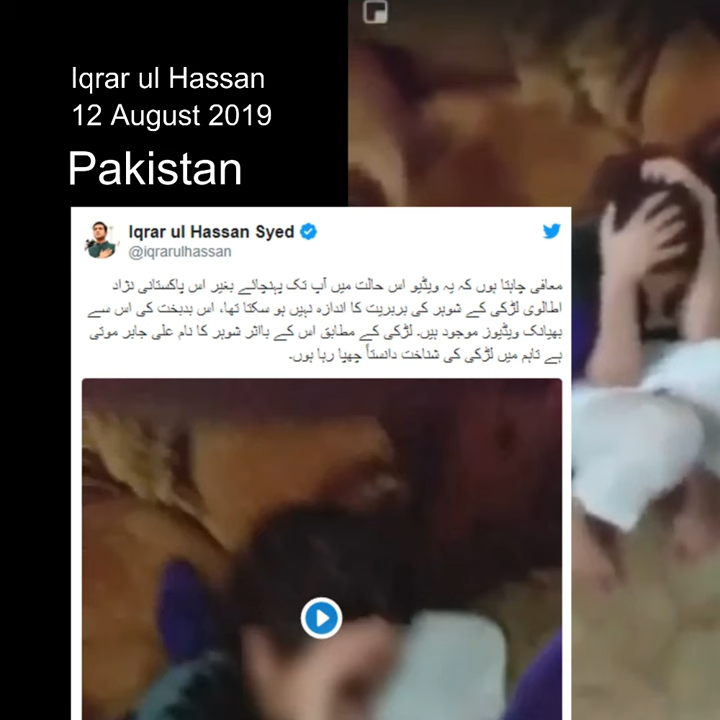 Iqrar ul Hassan
12 August 2019
Pakistan
Iqrar ul Hassan Syed
@iqrarulhassan
معافی چاہتا ہوں کہ یہ ویڈیو اس حالت میں آپ تک پہنچائے بغیر اس پاکستانی نژاد
اطالوی لڑکی کے شوہر کی بربریت کا اندازہ نہیں ہو سکتا تھا، اس بدبخت کی اس سے
بھیانک ویڈیوز موجود ہیں۔ لڑکی کے مطابق اس کے بااثر شوہر کا نام علی جابر موتی
ہے تاہم میں لڑکی کی شناخت دانستاً چھپا رہا ہوں۔